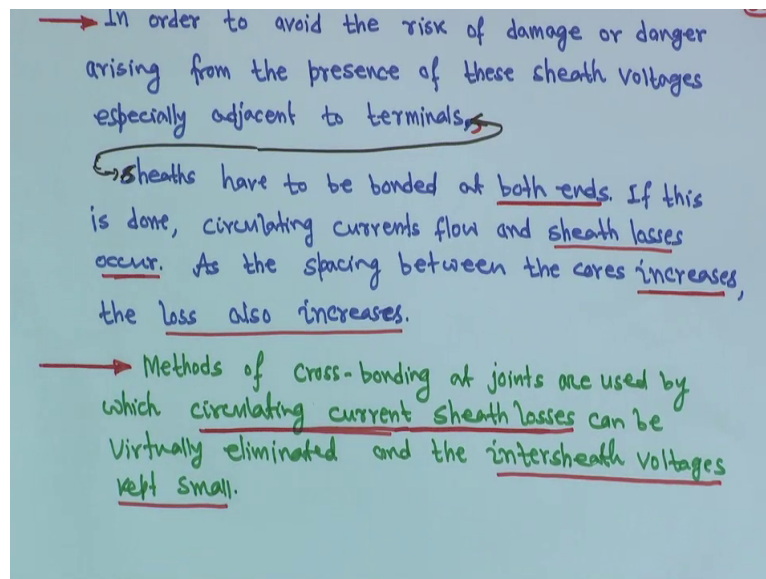 In order to avoid the risk of damage or danger
arising from the presence of these sheath voltages
especially adjacent to terminals,
sheaths have to be bonded at both ends. If this
is done, circulating currents flow and sheath losses
occur. As the spacing between the cores increases,
the loss also increases.
Methods of cross-bonding at joints are used by
which circulating current sheath losses can be
virtually eliminated and the intersheath voltages
kept small.